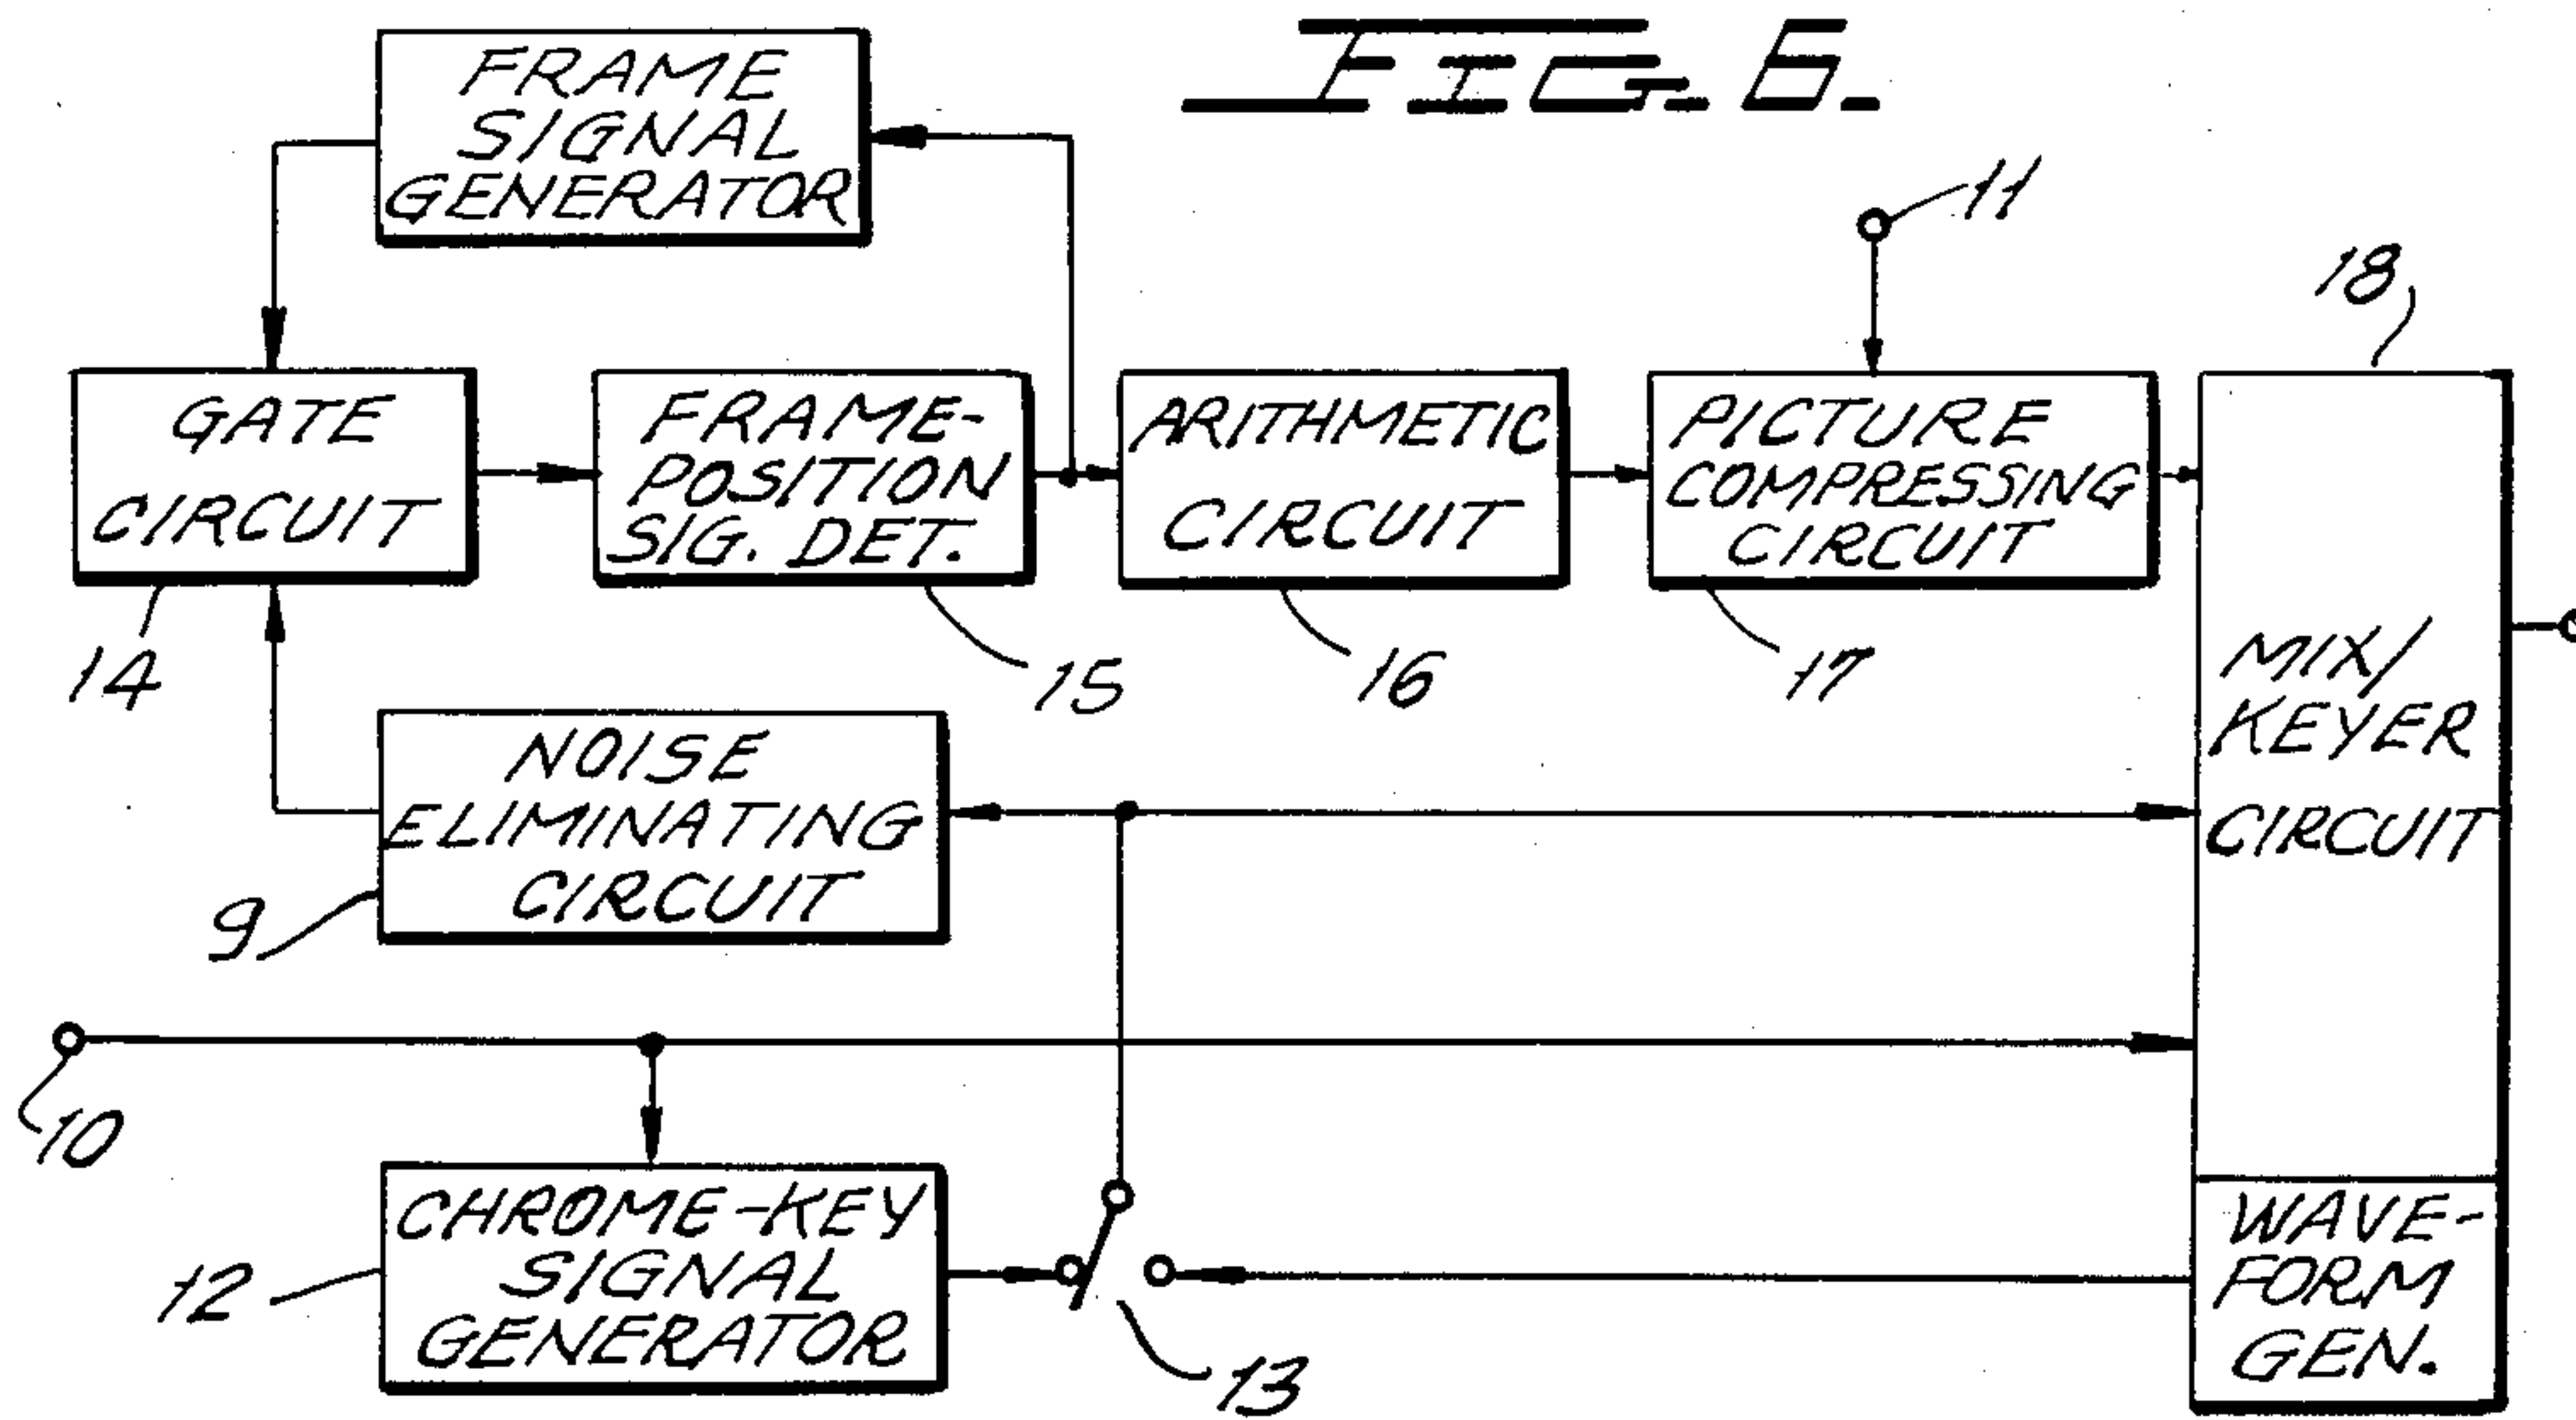 FIG. 6.
FRAME
SIGNAL
GENERATOR
11
18
GATE
CIRCUIT
FRAME-
POSITION
SIG. DET.
ARITHMETIC
CIRCUIT
PICTURE
COMPRESSING
CIRCUIT
MIX/
KEYER
CIRCUIT
14
15
16
17
NOISE
ELIMINATING
CIRCUIT
9
10
CHROME-KEY
SIGNAL
GENERATOR
12
13
WAVE-
FORM
GEN.